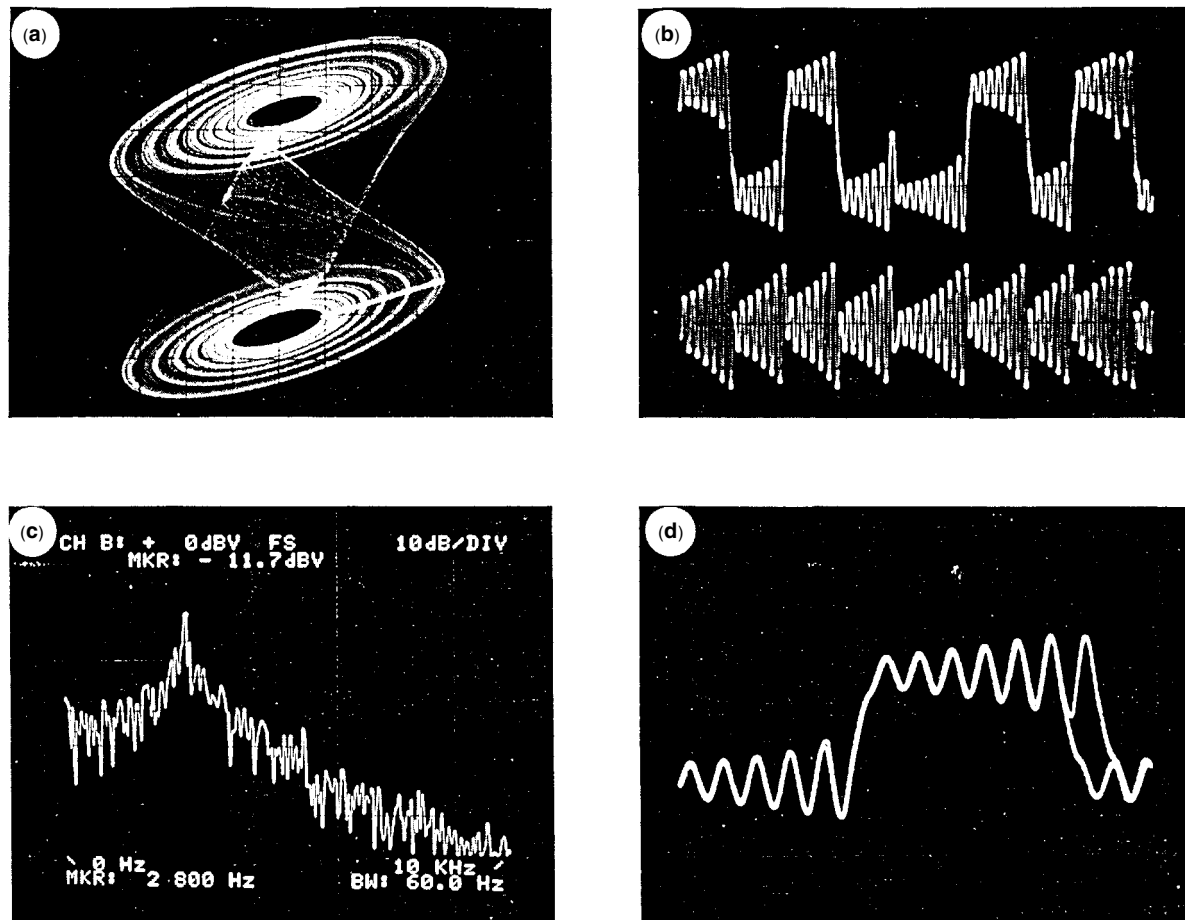 (a)
(b)
(c)
CH B: + 0dBV FS 10dB/DIV
MKR: - 11.7dBV
0 Hz 10 KHz
MKR: 2 800 Hz BW: 60.0 Hz
(d)